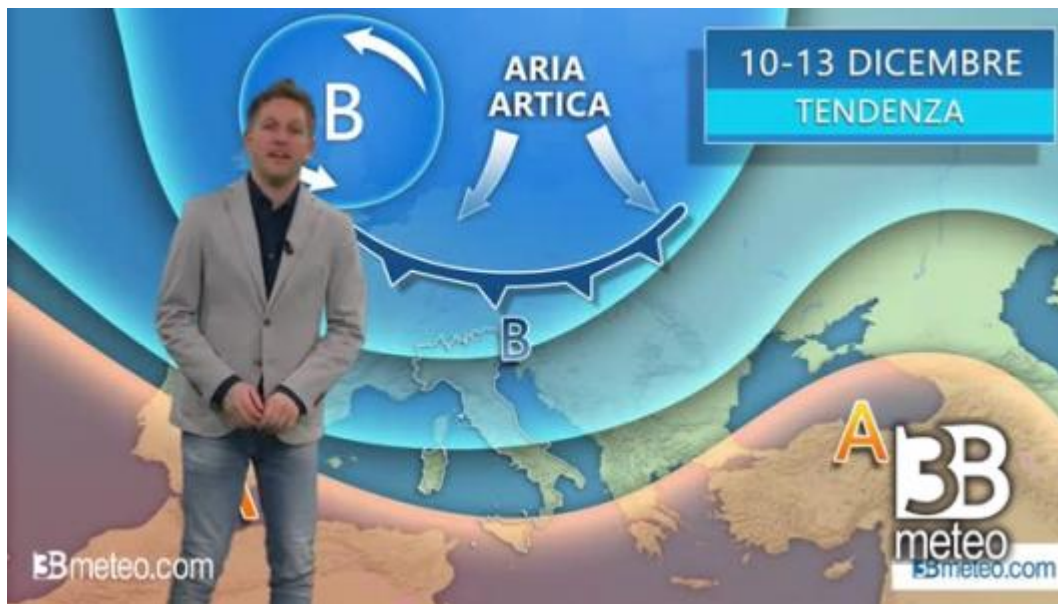 B
ARIA
ARTICA
10-13 DICEMBRE
TENDENZA
B
A
A
3B
meteo
3Bmeteo.com
3Bmeteo.com